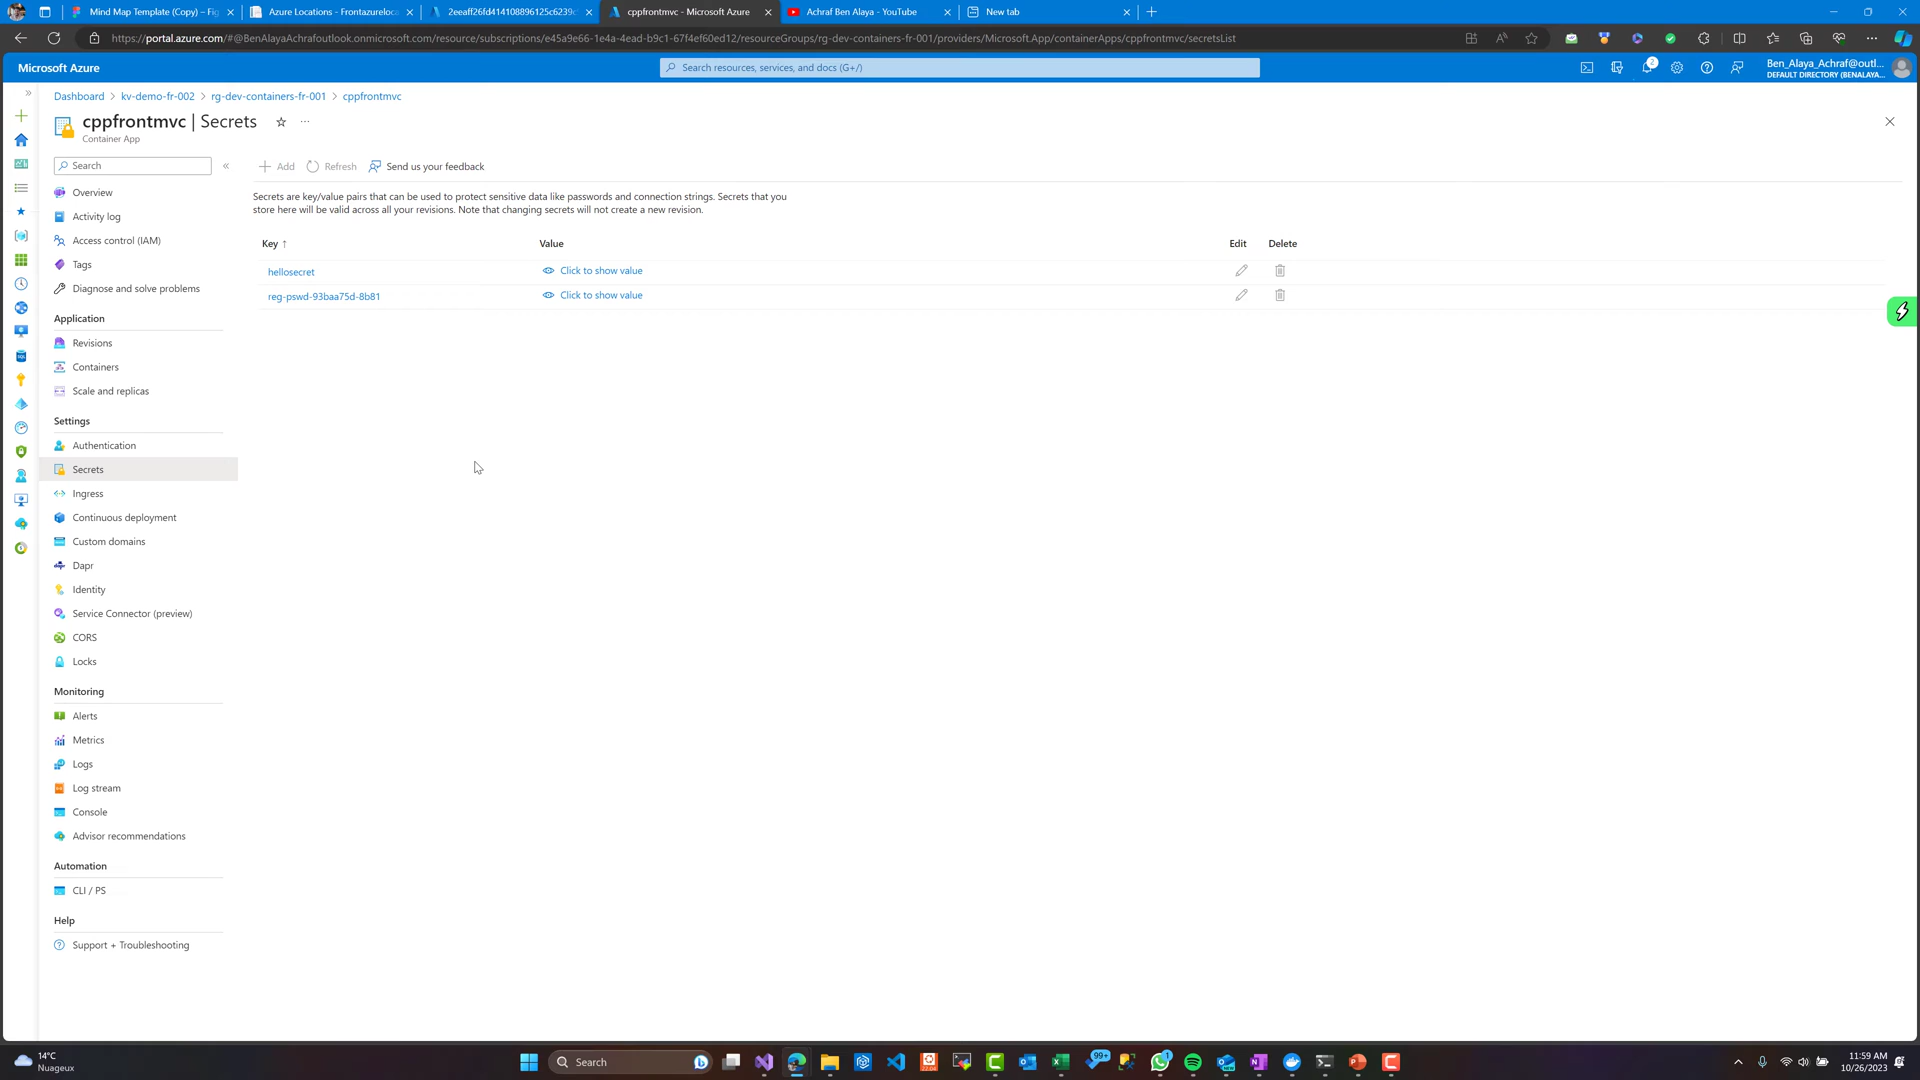 Mind Map Template (Copy) – Fig
Azure Locations - Frontazureloca
2eeaff26fd414108896125c6239c
cppfrontmvc - Microsoft Azure
Achraf Ben Alaya - YouTube
New tab
https://portal.azure.com/#@BenAlayaAchrafoutlook.onmicrosoft.com/resource/subscriptions/e45a9e66-1e4a-4ead-b9c1-67f4ef60ed12/resourceGroups/rg-dev-containers-fr-001/providers/Microsoft.App/containerApps/cppfrontmvc/secretsList
Microsoft Azure
Search resources, services, and docs (G+/)
2
Ben_Alaya_Achraf@outl...
DEFAULT DIRECTORY (BENALAYA...
Dashboard > kv-demo-fr-002 > rg-dev-containers-fr-001 > cppfrontmvc
cppfrontmvc | Secrets
Container App
Search
Add
Refresh
Send us your feedback
Overview
Activity log
Access control (IAM)
Tags
Diagnose and solve problems
Application
Revisions
Containers
Scale and replicas
Settings
Authentication
Secrets
Ingress
Continuous deployment
Custom domains
Dapr
Identity
Service Connector (preview)
CORS
Locks
Monitoring
Alerts
Metrics
Logs
Log stream
Console
Advisor recommendations
Automation
CLI / PS
Help
Support + Troubleshooting
Secrets are key/value pairs that can be used to protect sensitive data like passwords and connection strings. Secrets that you
store here will be valid across all your revisions. Note that changing secrets will not create a new revision.
Key ↑ Value Edit Delete
hellosecret Click to show value
reg-pswd-93baa75d-8b81 Click to show value
14°C
Nuageux
Search
99+
1
11:59 AM
10/26/2023